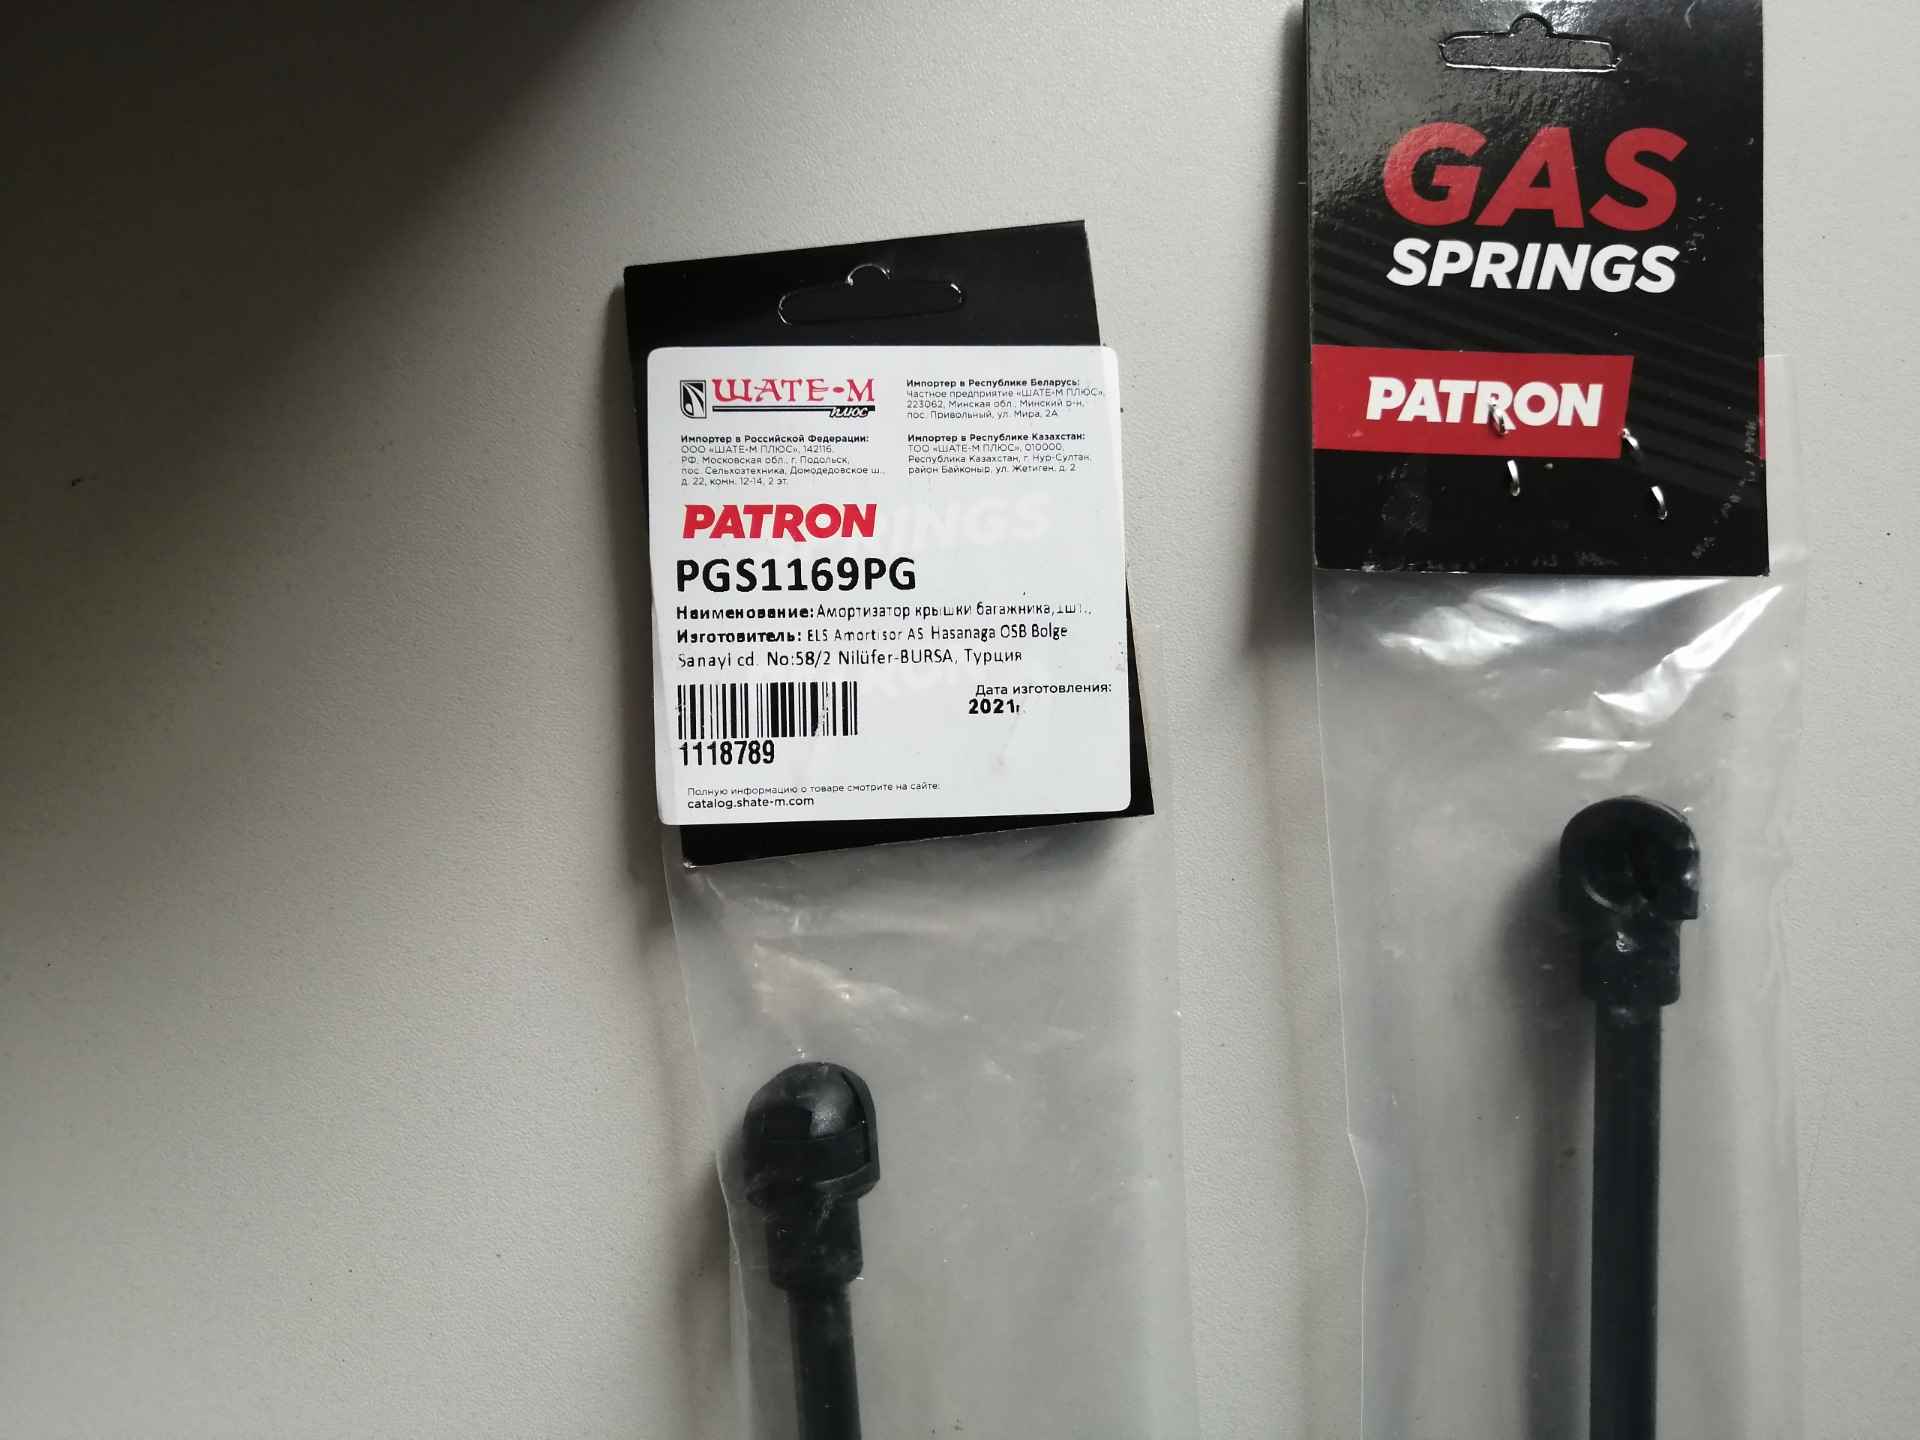 ШАТЕ-М
ПЛЮС
Импортер в Республике Беларусь:
Частное предприятие «ШАТЕ-М ПЛЮС»,
223062, Минская обл., Минский р-н,
пос. Привольный, ул. Мира, 2А
Импортер в Российской Федерации:
ООО «ШАТЕ-М ПЛЮС», 142116,
РФ, Московская обл., г. Подольск,
пос. Сельхозтехника, Домодедовское ш.,
д. 22, комн. 12-14, 2 эт.
Импортер в Республике Казахстан:
ТОО «ШАТЕ-М ПЛЮС», 010000,
Республика Казахстан, г. Нур-Султан,
район Байконыр, ул. Жетиген, д. 2
PATRON
PGS1169PG
Наименование: Амортизатор крышки багажника,1шт.,
Изготовитель: ELS Amortisor AS Hasanaga OSB Bolge
Sanayi cd. No:58/2 Nilüfer-BURSA, Турция
Дата изготовления:
2021г.
1118789
Полную информацию о товаре смотрите на сайте:
catalog.shate-m.com
GAS
SPRINGS
PATRON